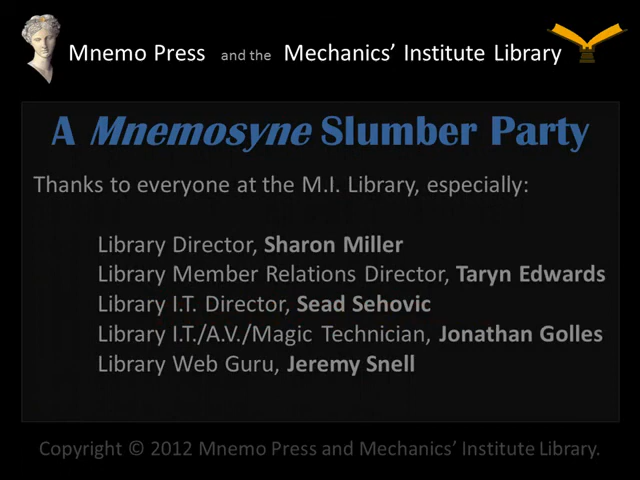 Mnemo Press and the Mechanics’ Institute Library
A Mnemosyne Slumber Party
Thanks to everyone at the M.I. Library, especially:
Library Director, Sharon Miller
Library Member Relations Director, Taryn Edwards
Library I.T. Director, Sead Sehovic
Library I.T./A.V./Magic Technician, Jonathan Golles
Library Web Guru, Jeremy Snell
Copyright © 2012 Mnemo Press and Mechanics’ Institute Library.